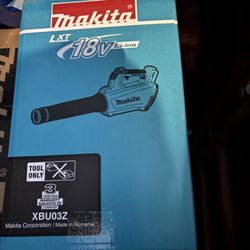 Makita
LXT 18V Li-ion
Makita
TOOL
ONLY
3
XBU03Z
Makita Corporation / Made in Romania